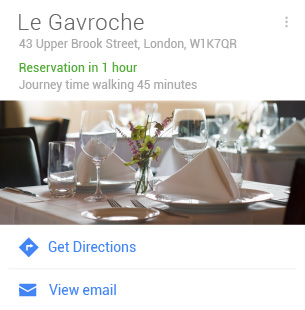 Le Gavroche
43 Upper Brook Street, London, W1K7QR
Reservation in 1 hour
Journey time walking 45 minutes
Get Directions
View email